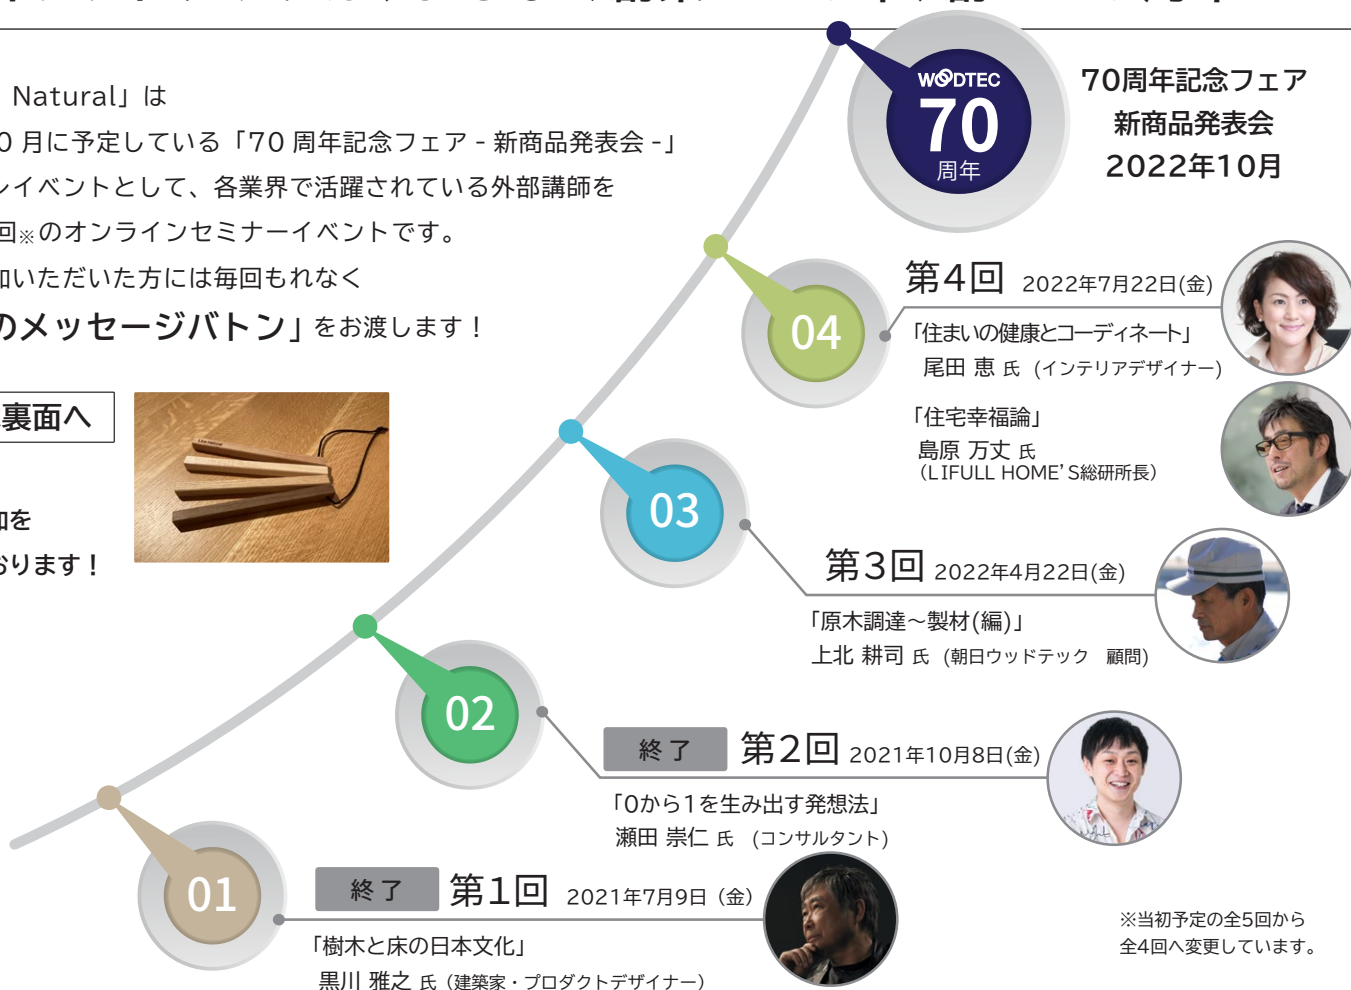 Natural」は
0月に予定している「70周年記念フェア - 新商品発表会 -」
イベントとして、各業界で活躍されている外部講師を
回※のオンラインセミナーイベントです。
加いただいた方には毎回もれなく
のメッセージバトン」をお渡します！
裏面へ
加を
おります！
WOODTEC
70
周年
70周年記念フェア
新商品発表会
2022年10月
04
第4回 2022年7月22日(金)
「住まいの健康とコーディネート」
尾田 恵 氏 (インテリアデザイナー)
「住宅幸福論」
島原 万丈 氏
（LIFULL HOME'S総研所長）
03
第3回 2022年4月22日(金)
「原木調達～製材(編)」
上北 耕司 氏 (朝日ウッドテック 顧問)
02
終了 第2回 2021年10月8日(金)
「0から1を生み出す発想法」
瀬田 崇仁 氏 (コンサルタント)
01
終了 第1回 2021年7月9日（金）
「樹木と床の日本文化」
黒川 雅之 氏（建築家・プロダクトデザイナー）
※当初予定の全5回から
全4回へ変更しています。